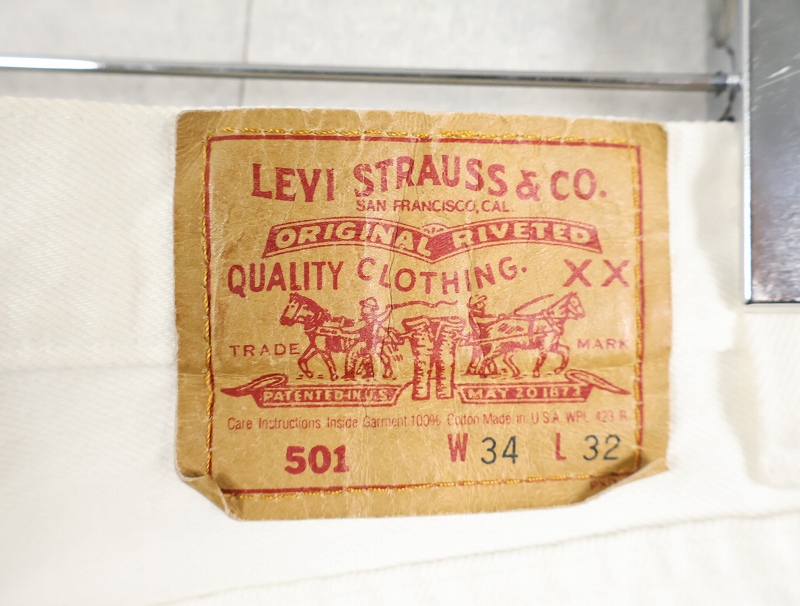 LEVI STRAUSS & CO.
SAN FRANCISCO, CAL.
ORIGINAL RIVETED
QUALITY CLOTHING. XX
TRADE MARK
PATENTED IN U.S. MAY 20 1873
Care Instructions Inside Garment 100% Cotton Made in U.S.A. WPL 423 R
501 W 34 L 32